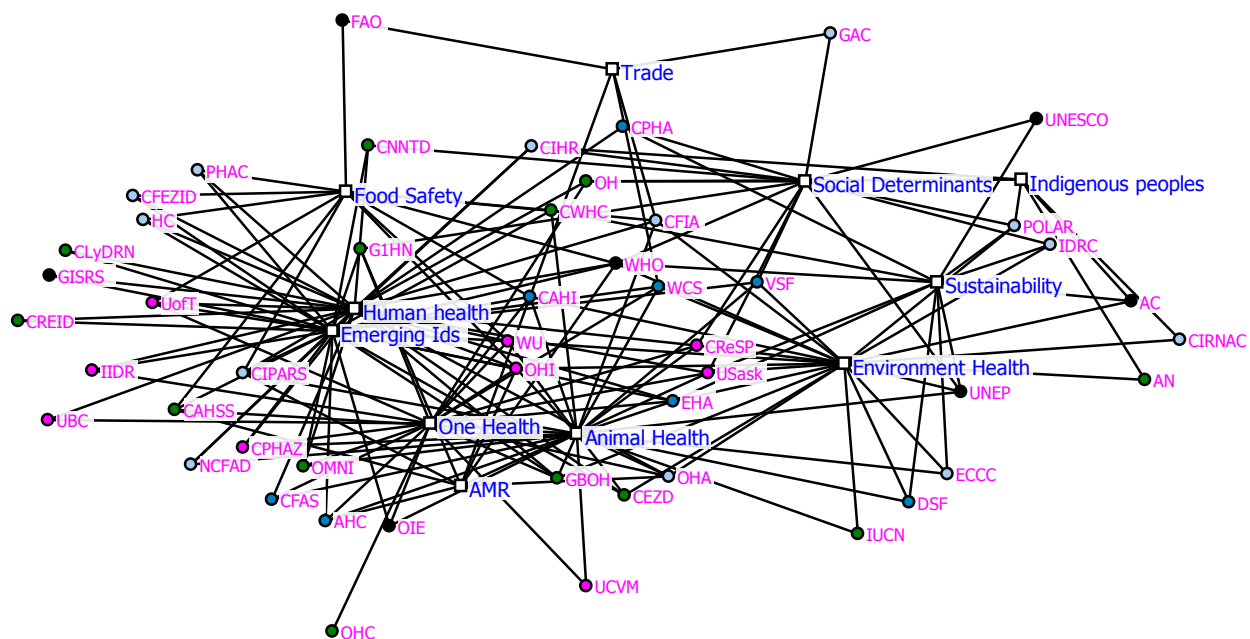 FAO
GAC
Trade
UNESCO
CPHA
CNNTD
CIHR
PHAC
OH
Social Determinants
Indigenous peoples
CFEZID
Food Safety
HC
CWHC
CFIA
POLAR
IDRC
CLyDRN
G1HN
GISRS
WHO
UofT
CAHI
WCS
VSF
Sustainability
AC
CREID
Human health
Emerging Ids
WU
CReSP
CIRNAC
IIDR
CIPARS
OHI
USask
Environment Health
AN
UBC
CAHSS
EHA
UNEP
CPHAZ
One Health
Animal Health
NCFAD
OMNI
GBOH
OHA
ECCC
CFAS
AMR
CEZD
DSF
AHC
OIE
IUCN
UCVM
OHC